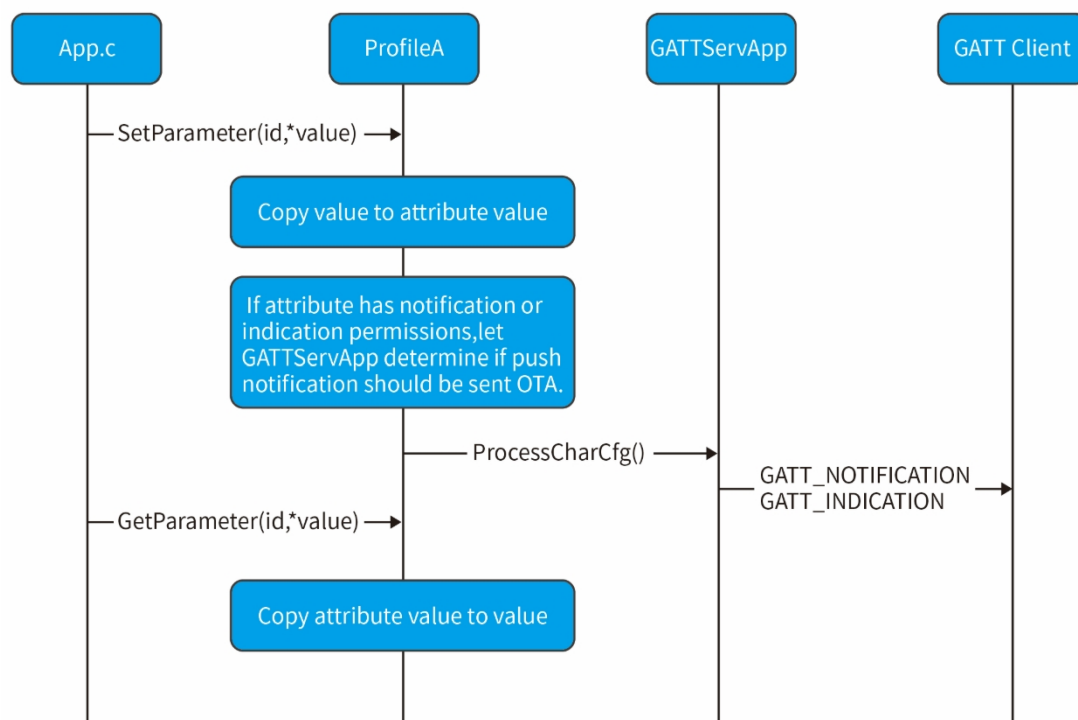 App.c
ProfileA
GATTServApp
GATT Client
SetParameter(id,*value)
Copy value to attribute value
If attribute has notification or
indication permissions,let
GATTServApp determine if push
notification should be sent OTA.
ProcessCharCfg()
GATT_NOTIFICATION
GATT_INDICATION
GetParameter(id,*value)
Copy attribute value to value